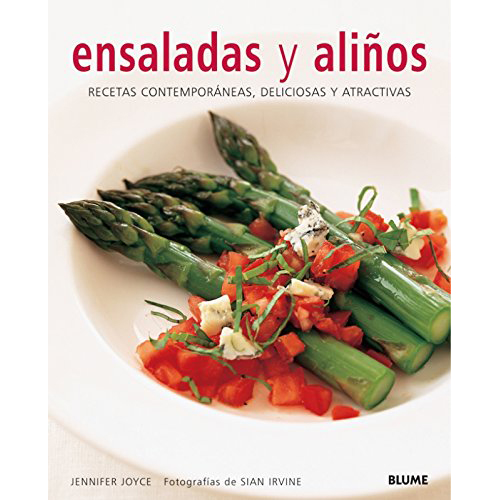 ensaladas y aliños
RECETAS CONTEMPORÁNEAS, DELICIOSAS Y ATRACTIVAS
JENNIFER JOYCE Fotografías de SIAN IRVINE
BLUME